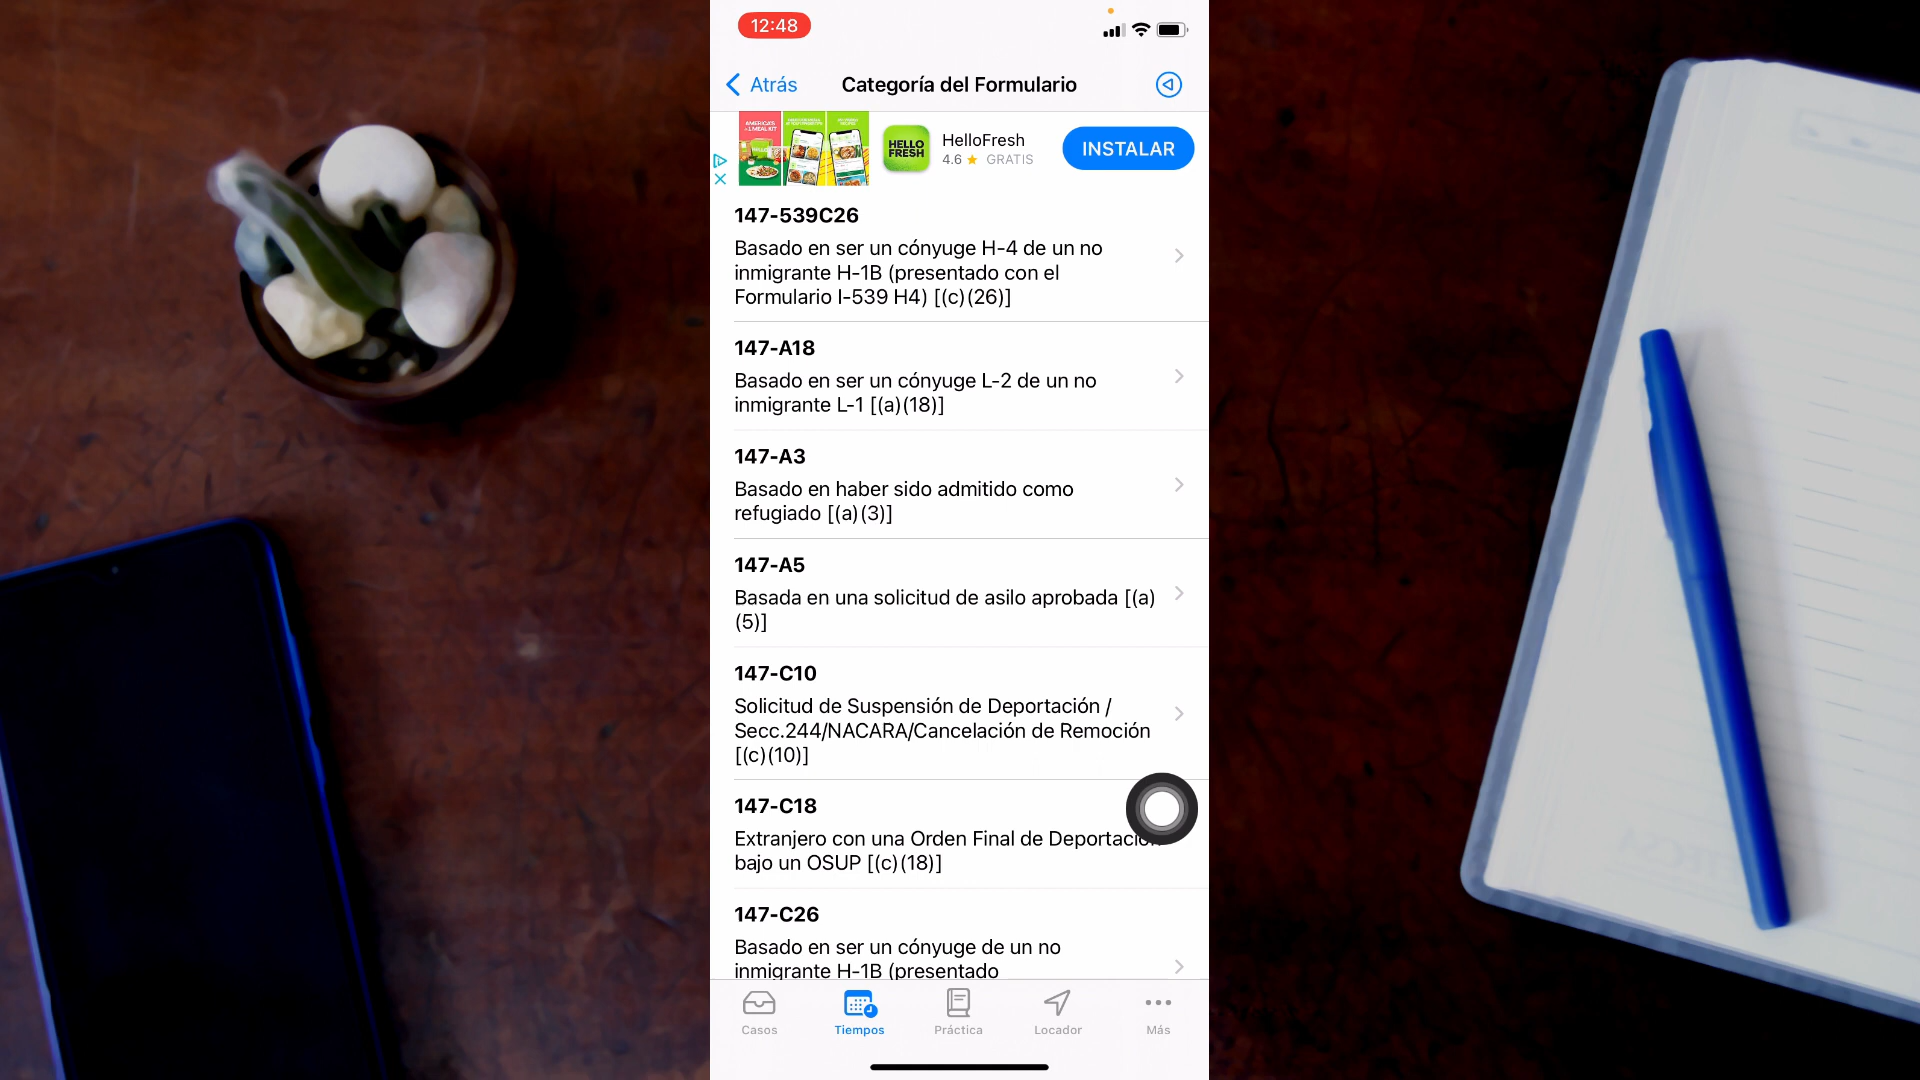 12:48
Atrás
Categoría del Formulario
HELLO
FRESH
HelloFresh
4.6 ★ GRATIS
INSTALAR
147-539C26
Basado en ser un cónyuge H-4 de un no
inmigrante H-1B (presentado con el
Formulario I-539 H4) [(c)(26)]
147-A18
Basado en ser un cónyuge L-2 de un no
inmigrante L-1 [(a)(18)]
147-A3
Basado en haber sido admitido como
refugiado [(a)(3)]
147-A5
Basada en una solicitud de asilo aprobada [(a)
(5)]
147-C10
Solicitud de Suspensión de Deportación /
Secc.244/NACARA/Cancelación de Remoción
[(c)(10)]
147-C18
Extranjero con una Orden Final de Deportación
bajo un OSUP [(c)(18)]
147-C26
Basado en ser un cónyuge de un no
inmigrante H-1B (presentado
Casos
Tiempos
Práctica
Locador
Más